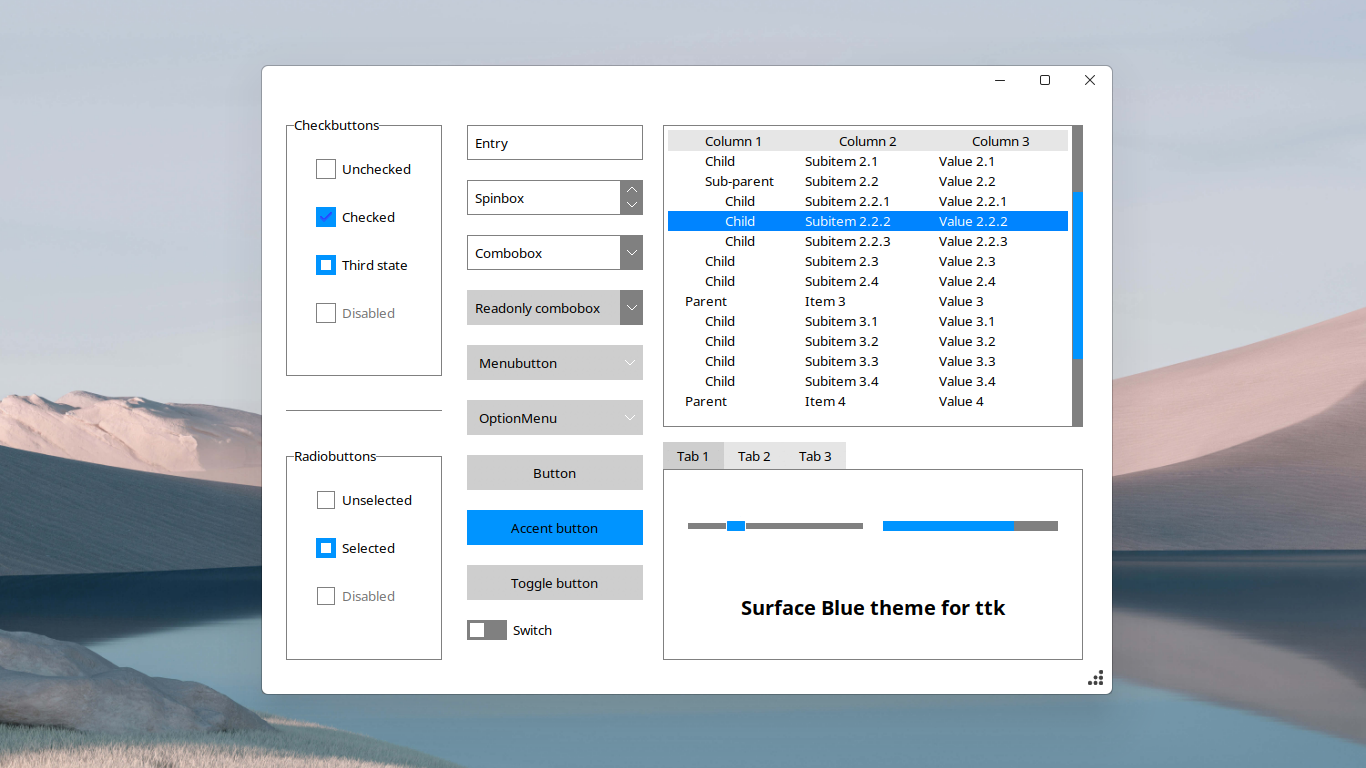 Checkbuttons
Unchecked
Checked
Third state
Disabled
Radiobuttons
Unselected
Selected
Disabled
Entry
Spinbox
Combobox
Readonly combobox
Menubutton
OptionMenu
Button
Accent button
Toggle button
Switch
Column 1 Column 2 Column 3
Child Subitem 2.1 Value 2.1
Sub-parent Subitem 2.2 Value 2.2
Child Subitem 2.2.1 Value 2.2.1
Child Subitem 2.2.2 Value 2.2.2
Child Subitem 2.2.3 Value 2.2.3
Child Subitem 2.3 Value 2.3
Child Subitem 2.4 Value 2.4
Parent Item 3 Value 3
Child Subitem 3.1 Value 3.1
Child Subitem 3.2 Value 3.2
Child Subitem 3.3 Value 3.3
Child Subitem 3.4 Value 3.4
Parent Item 4 Value 4
Tab 1 Tab 2 Tab 3
Surface Blue theme for ttk